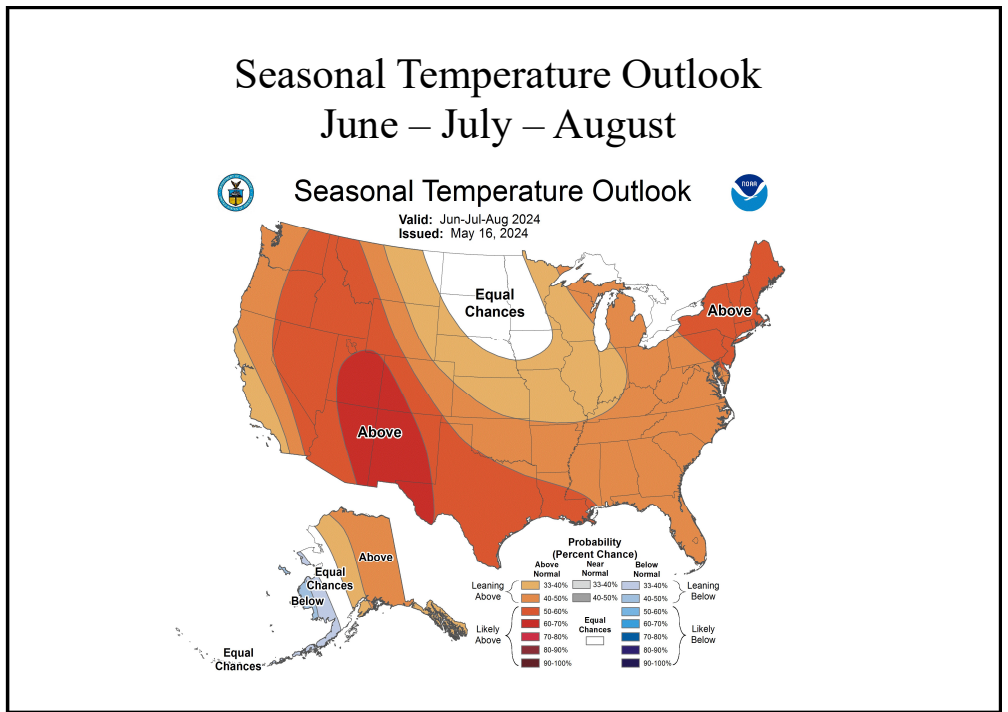 Seasonal Temperature Outlook
June – July – August
NOAA
Seasonal Temperature Outlook
Valid: Jun-Jul-Aug 2024
Issued: May 16, 2024
Equal
Chances
Above
Above
Above
Equal
Chances
Below
Equal
Chances
Probability
(Percent Chance)
Above
Normal
Near
Normal
Below
Normal
Leaning
Above
33-40%
40-50%
33-40%
40-50%
33-40%
40-50%
Leaning
Below
Likely
Above
50-60%
60-70%
70-80%
80-90%
90-100%
Equal
Chances
50-60%
60-70%
70-80%
80-90%
90-100%
Likely
Below